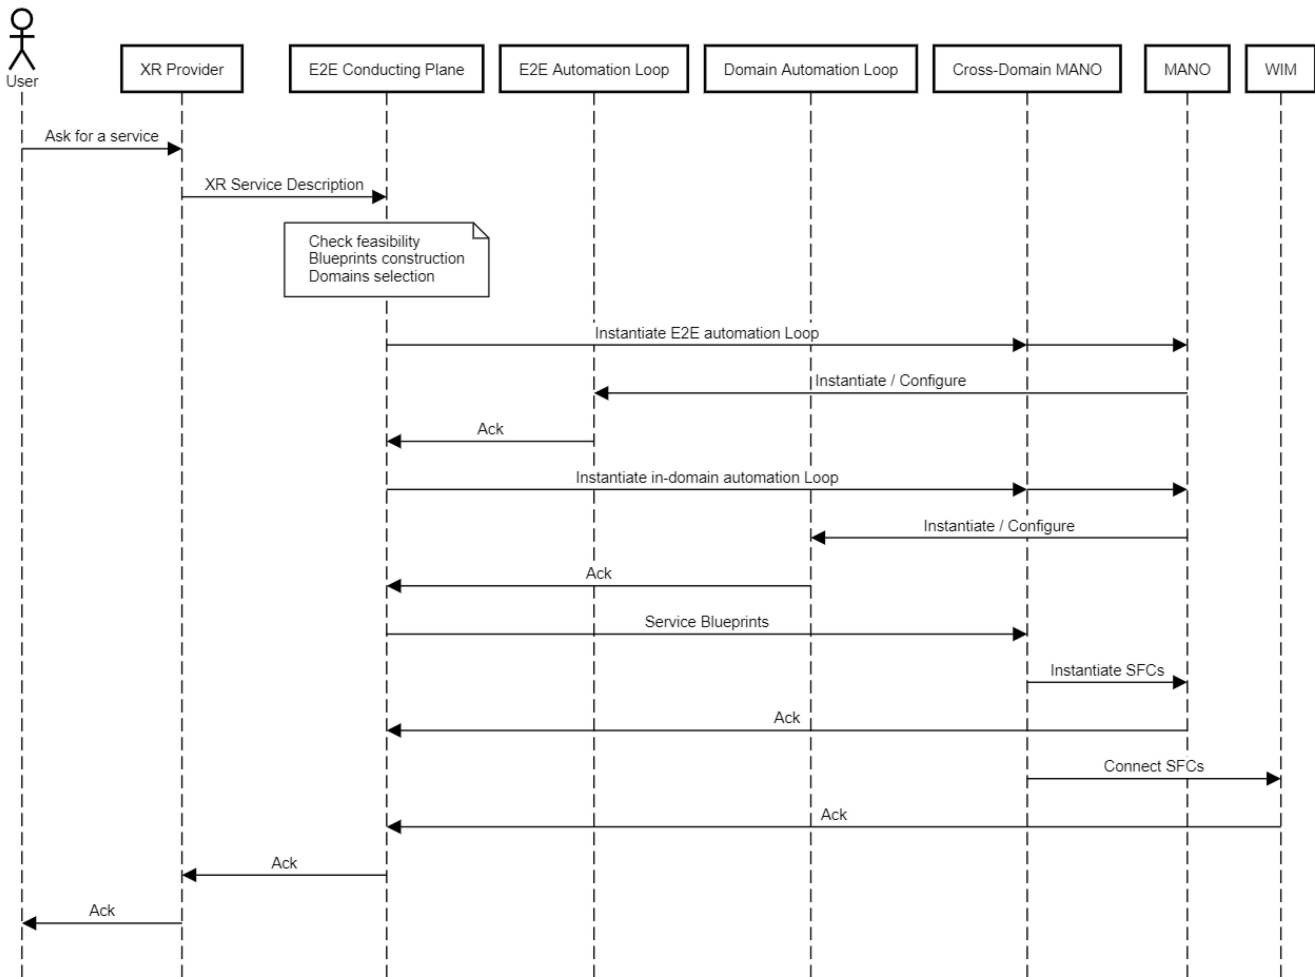 User
XR Provider
E2E Conducting Plane
E2E Automation Loop
Domain Automation Loop
Cross-Domain MANO
MANO
WIM
Ask for a service
XR Service Description
Check feasibility
Blueprints construction
Domains selection
Instantiate E2E automation Loop
Instantiate / Configure
Ack
Instantiate in-domain automation Loop
Instantiate / Configure
Ack
Service Blueprints
Instantiate SFCs
Ack
Connect SFCs
Ack
Ack
Ack